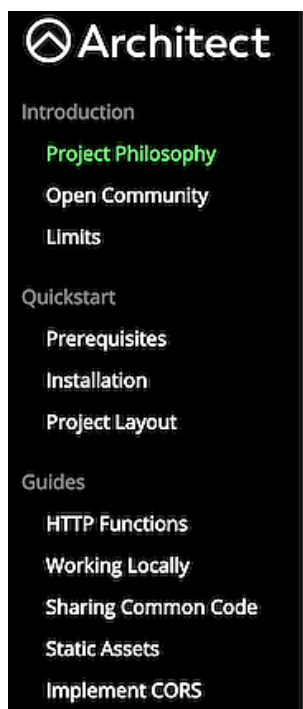 Architect
Introduction
Project Philosophy
Open Community
Limits
Quickstart
Prerequisites
Installation
Project Layout
Guides
HTTP Functions
Working Locally
Sharing Common Code
Static Assets
Implement CORS